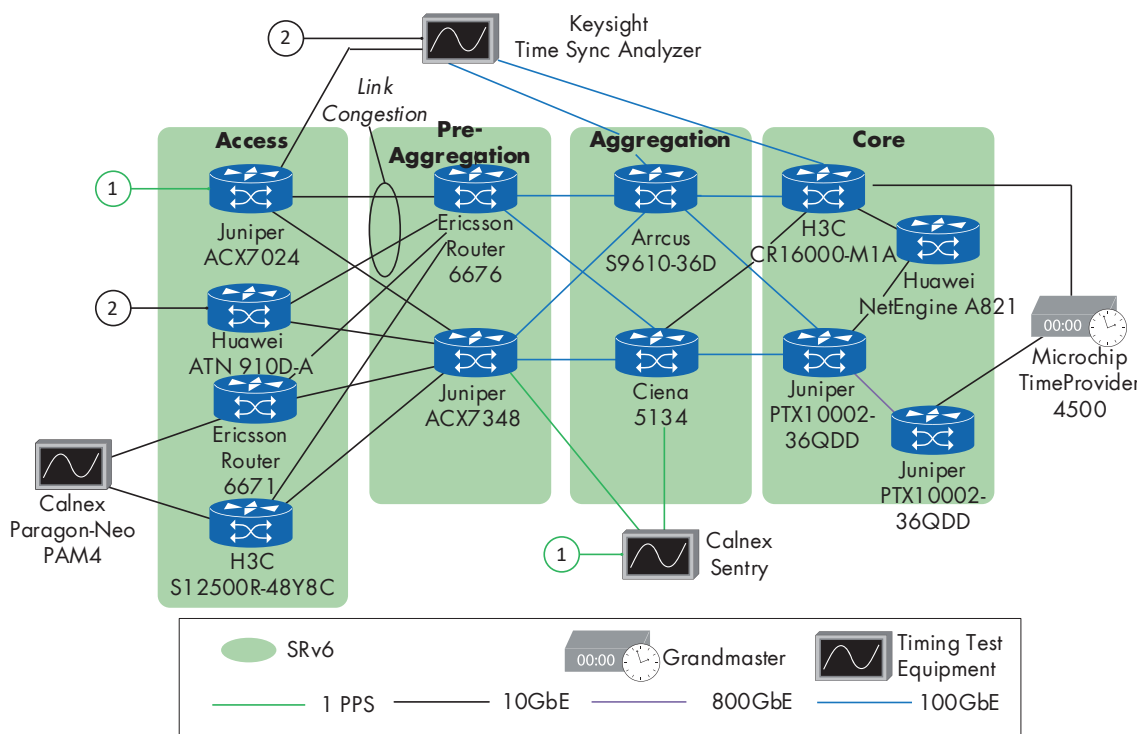 Keysight
Time Sync Analyzer
2
Link
Congestion
Access
Pre-
Aggregation
Aggregation
Core
1
Juniper
ACX7024
Ericsson
Router
6676
Arrcus
S9610-36D
H3C
CR16000-M1A
Huawei
NetEngine A821
2
Huawei
ATN 910D-A
00:00
Microchip
TimeProvider
4500
Juniper
ACX7348
Ciena
5134
Juniper
PTX10002-
36QDD
Ericsson
Router
6671
Juniper
PTX10002-
36QDD
Calnex
Paragon-Neo
PAM4
H3C
S12500R-48Y8C
1
Calnex
Sentry
SRv6
00:00
Grandmaster
Timing Test
Equipment
1 PPS
10GbE
800GbE
100GbE